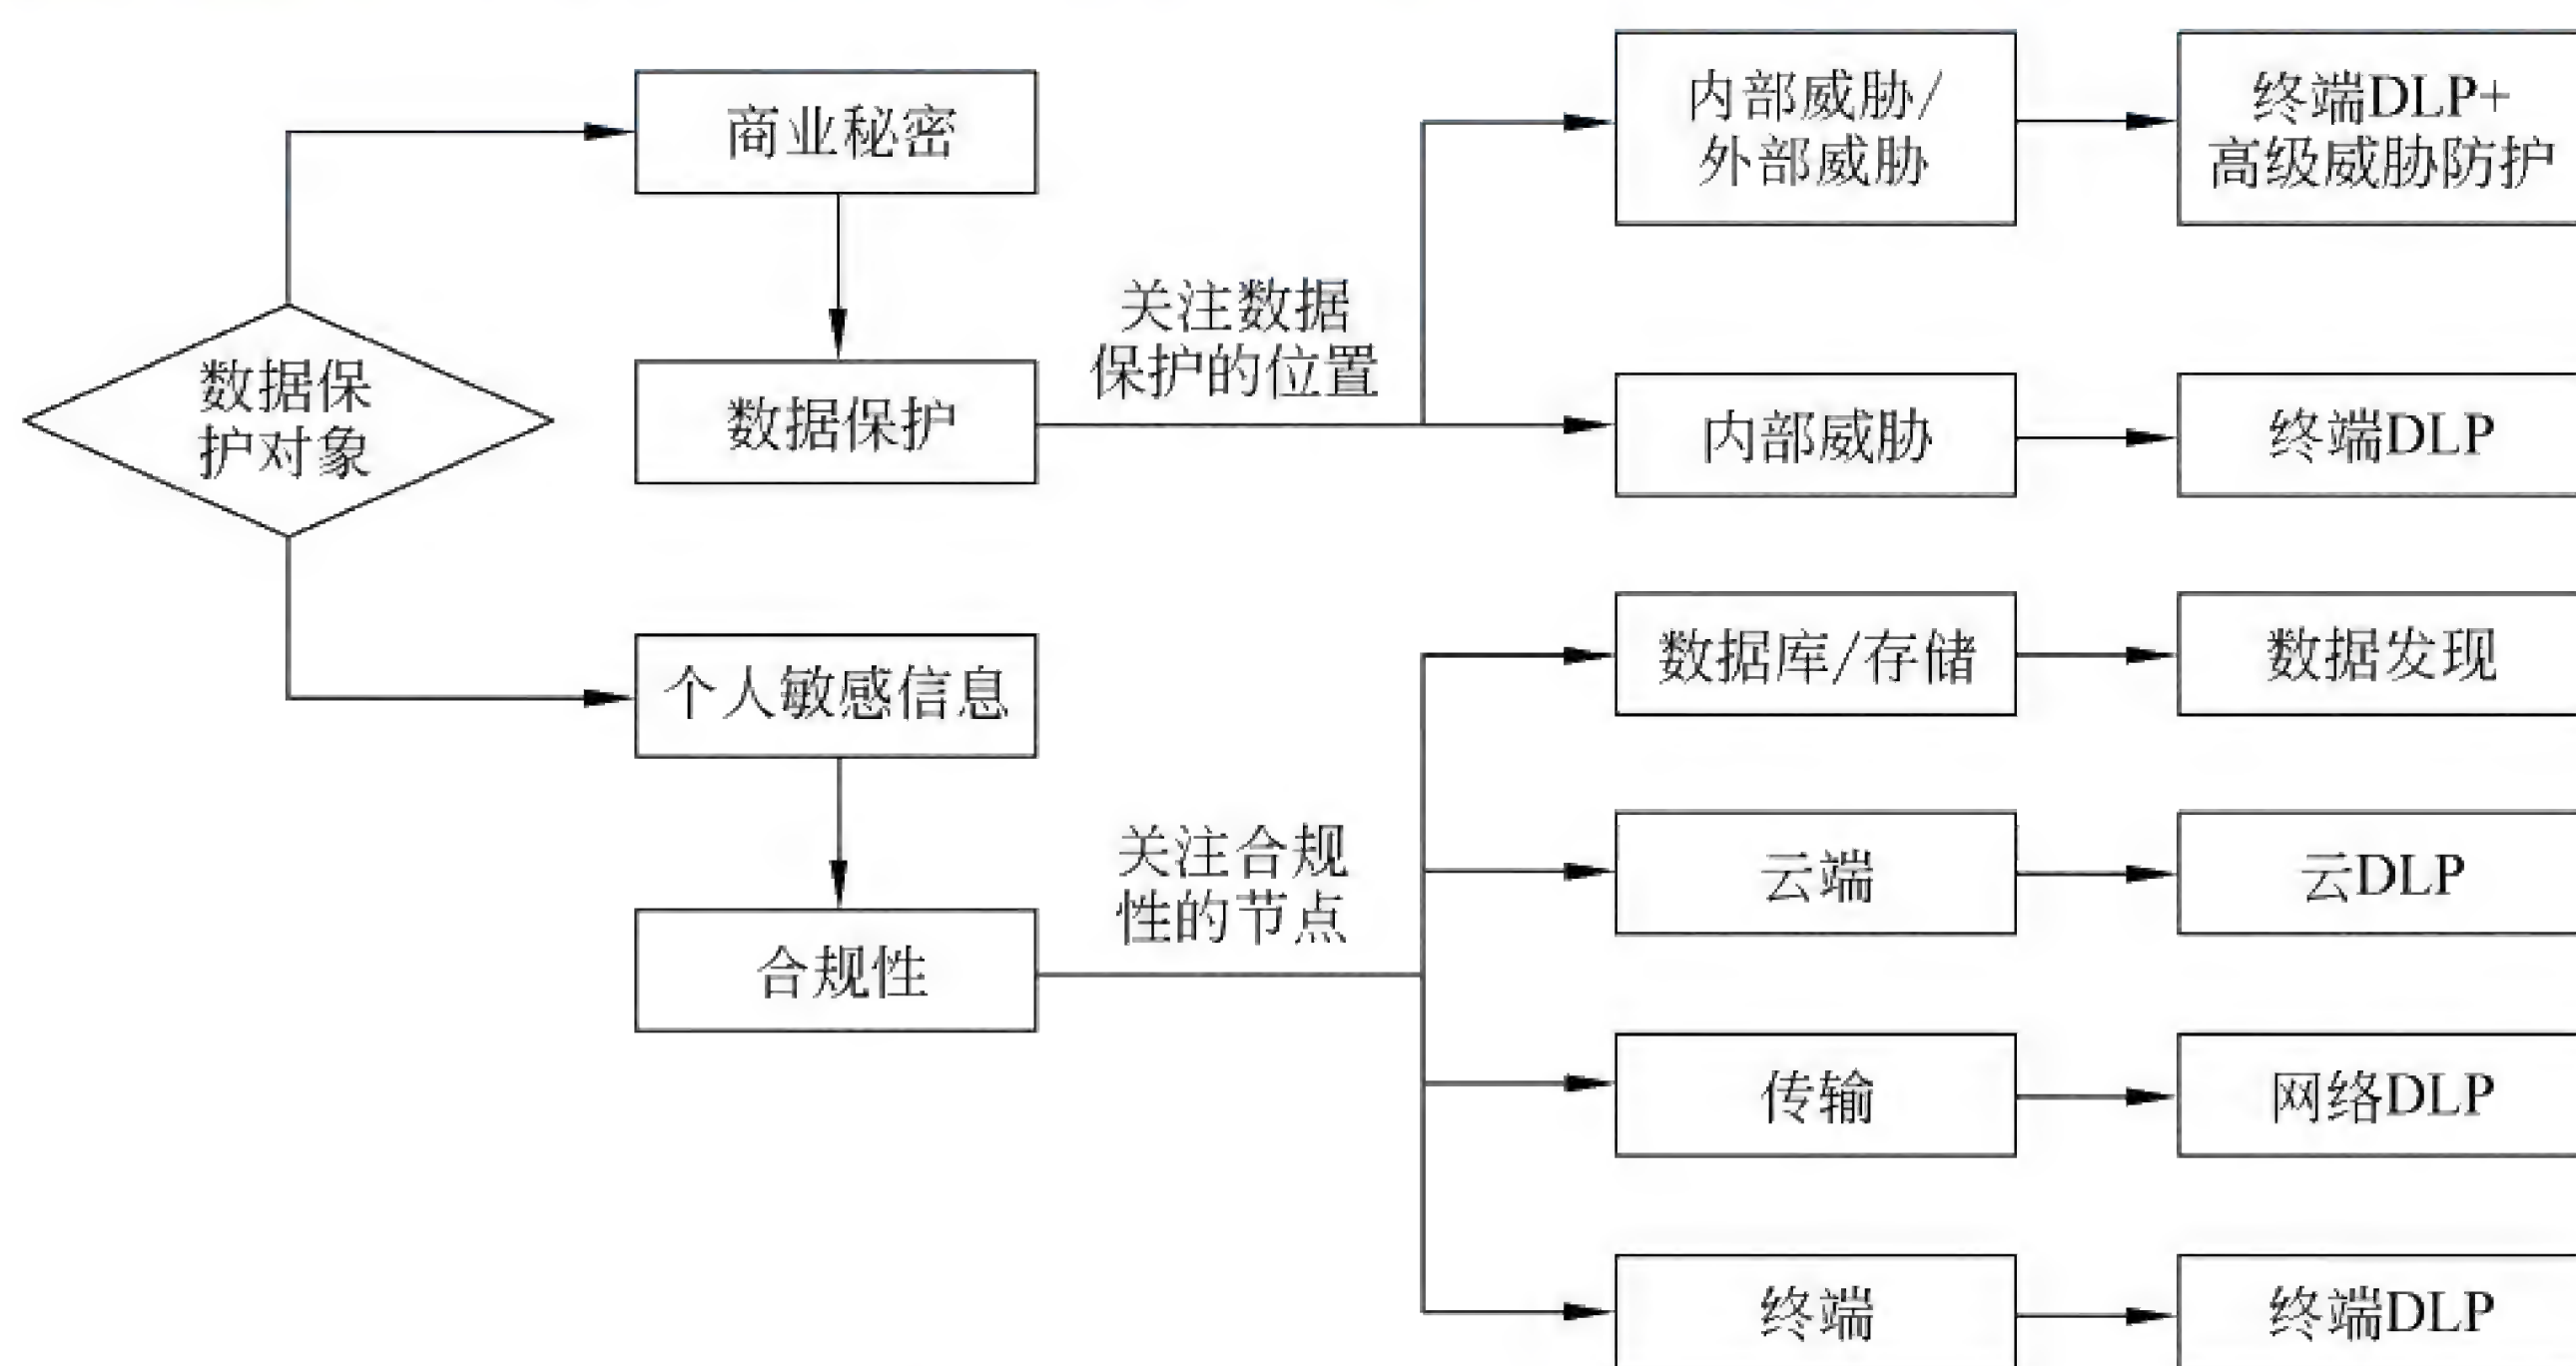 商业秘密
内部威胁/
外部威胁
终端DLP+
高级威胁防护
关注数据
保护的位置
数据保
护对象
数据保护
内部威胁
终端DLP
个人敏感信息
数据库/存储
数据发现
关注合规
性的节点
云端
云DLP
合规性
传输
网络DLP
终端
终端DLP